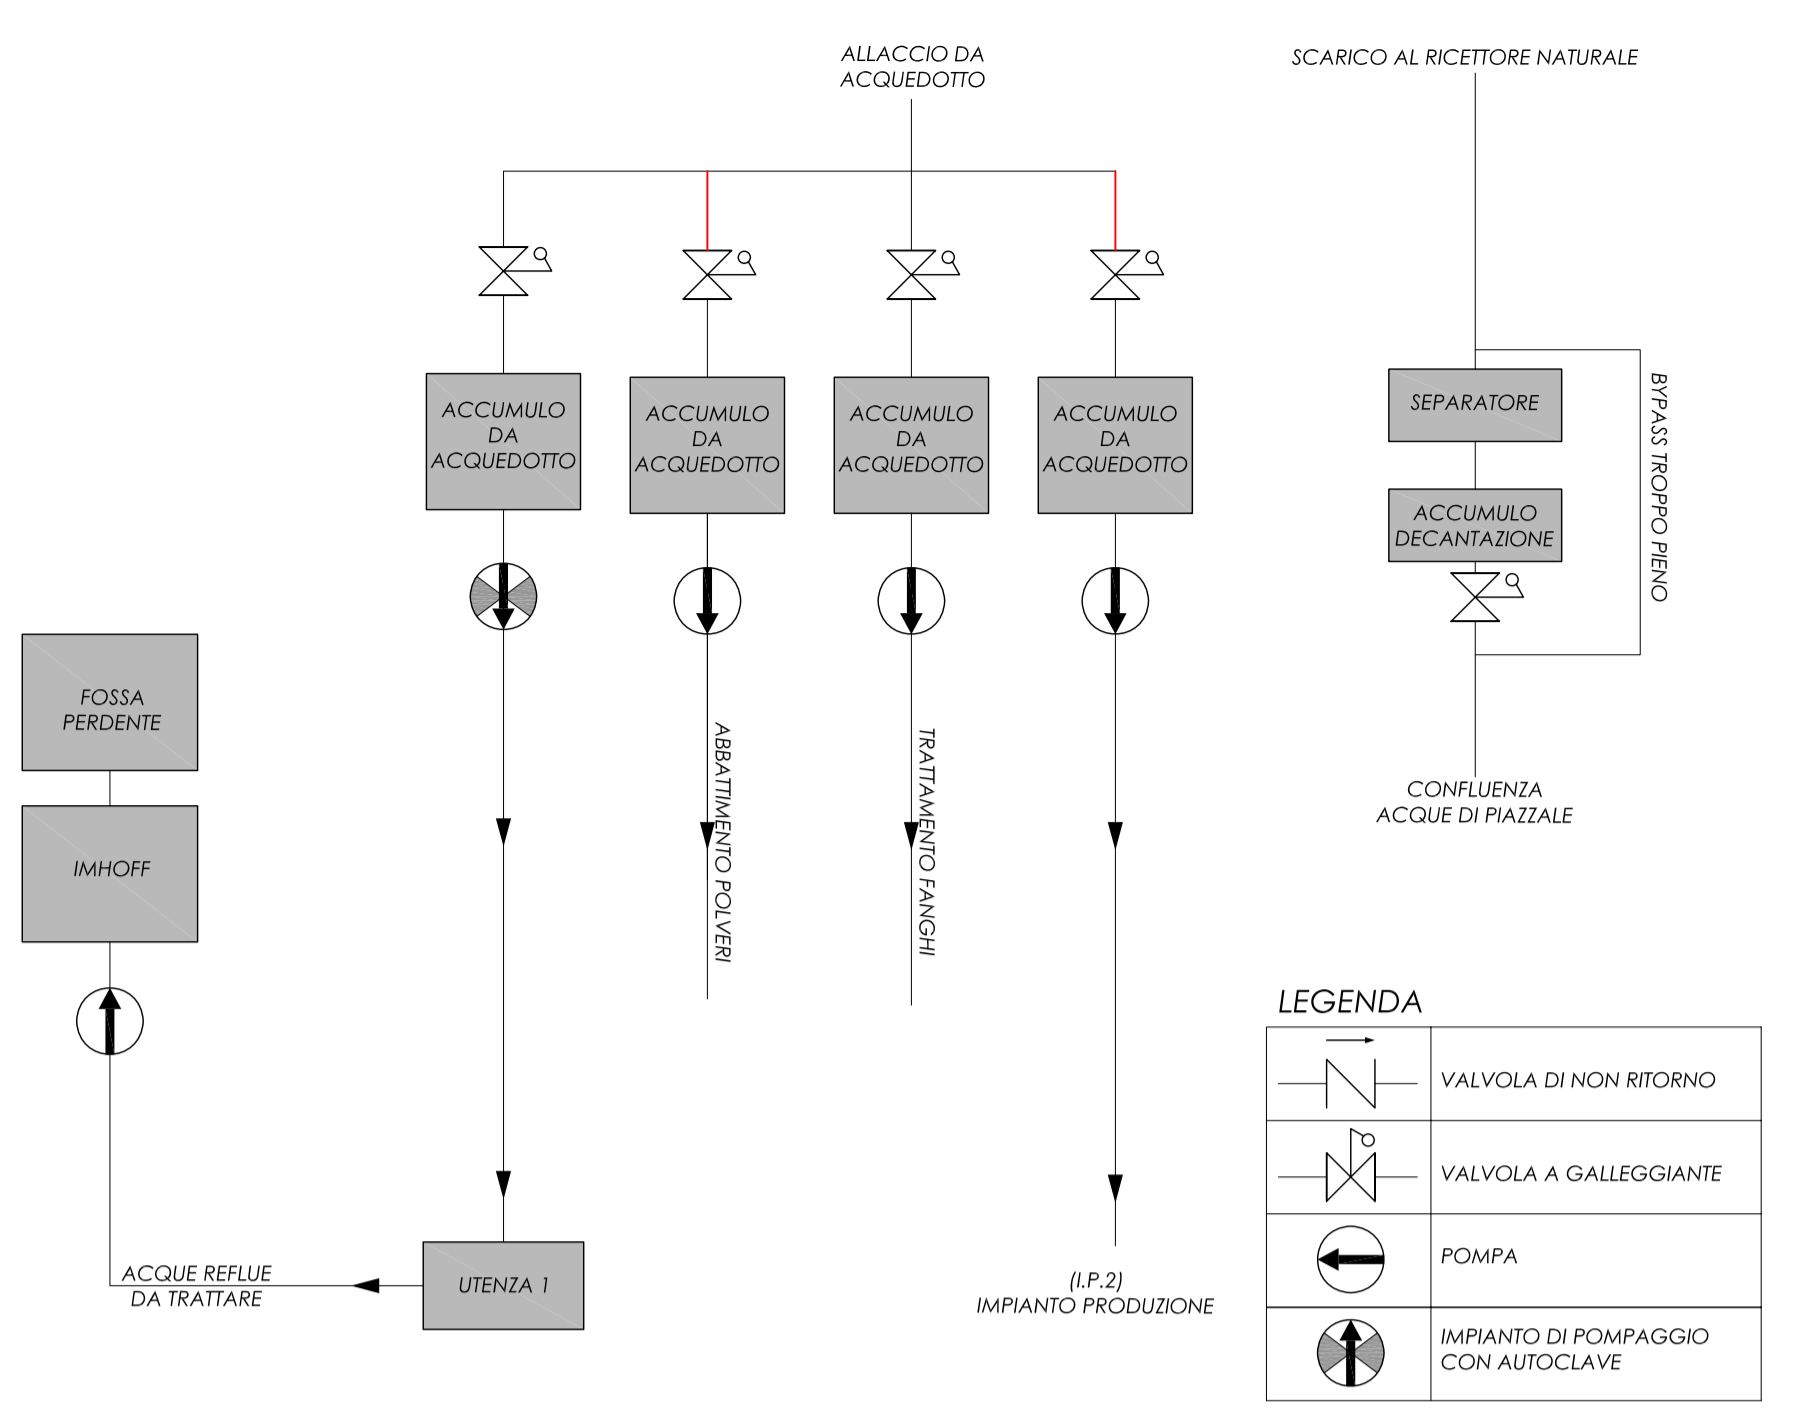 ALLACCIO DA
ACQUEDOTTO
SCARICO AL RICETTORE NATURALE
ACCUMULO
DA
ACQUEDOTTO
ACCUMULO
DA
ACQUEDOTTO
ACCUMULO
DA
ACQUEDOTTO
ACCUMULO
DA
ACQUEDOTTO
SEPARATORE
ACCUMULO
DECANTAZIONE
BYPASS TROPPO PIENO
FOSSA
PERDENTE
IMHOFF
ABBATTIMENTO POLVERI
TRATTAMENTO FANGHI
CONFLUENZA
ACQUE DI PIAZZALE
ACQUE REFLUE
DA TRATTARE
UTENZA 1
(I.P.2)
IMPIANTO PRODUZIONE
LEGENDA
VALVOLA DI NON RITORNO
VALVOLA A GALLEGGIANTE
POMPA
IMPIANTO DI POMPAGGIO
CON AUTOCLAVE